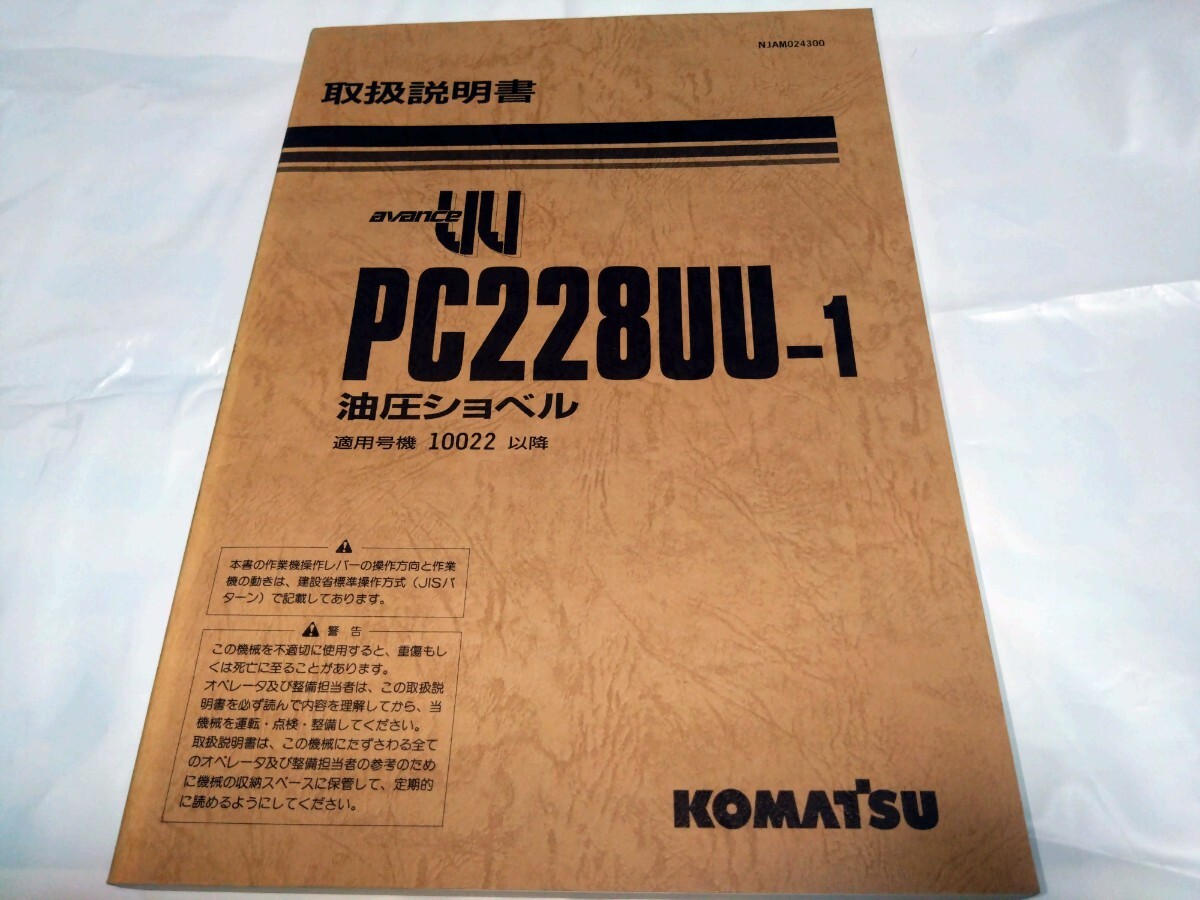 NJAM024300
取扱説明書
avance UU
PC228UU-1
油圧ショベル
適用号機 10022 以降
本書の作業機操作レバーの操作方向と作業
機の動きは、建設省標準操作方式（JISパ
ターン）で記載してあります。
警 告
この機械を不適切に使用すると、重傷もし
くは死亡に至ることがあります。
オペレータ及び整備担当者は、この取扱説
明書を必ず読んで内容を理解してから、当
機械を運転・点検・整備してください。
取扱説明書は、この機械にたずさわる全て
のオペレータ及び整備担当者の参考のため
に機械の収納スペースに保管して、定期的
に読めるようにしてください。
KOMATSU